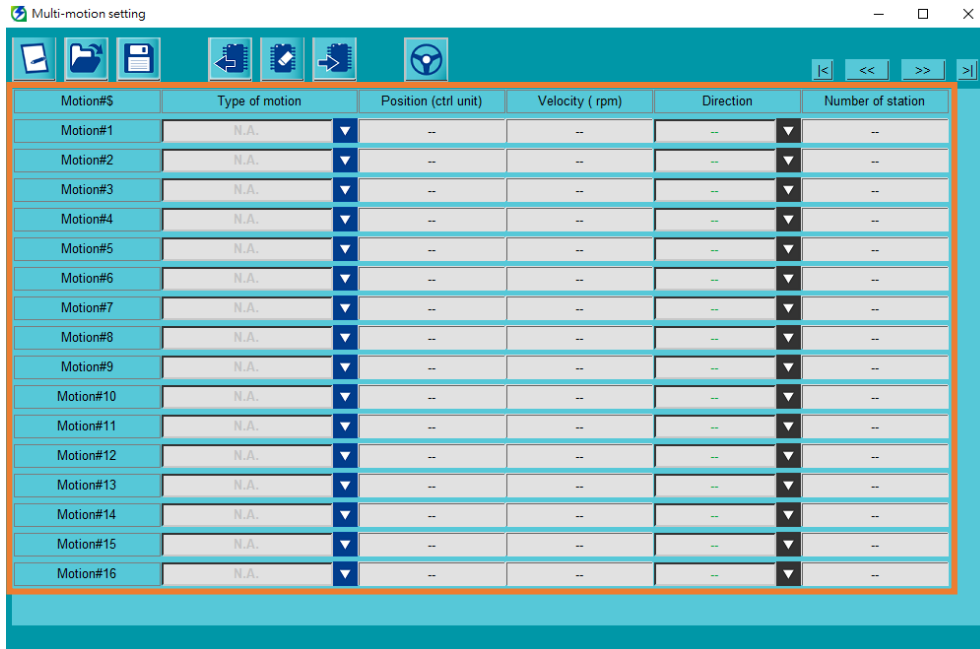 Multi-motion setting
|< << >> >|
Motion#$ Type of motion Position (ctrl unit) Velocity ( rpm) Direction Number of station
Motion#1 N.A. -- -- -- --
Motion#2 N.A. -- -- -- --
Motion#3 N.A. -- -- -- --
Motion#4 N.A. -- -- -- --
Motion#5 N.A. -- -- -- --
Motion#6 N.A. -- -- -- --
Motion#7 N.A. -- -- -- --
Motion#8 N.A. -- -- -- --
Motion#9 N.A. -- -- -- --
Motion#10 N.A. -- -- -- --
Motion#11 N.A. -- -- -- --
Motion#12 N.A. -- -- -- --
Motion#13 N.A. -- -- -- --
Motion#14 N.A. -- -- -- --
Motion#15 N.A. -- -- -- --
Motion#16 N.A. -- -- -- --